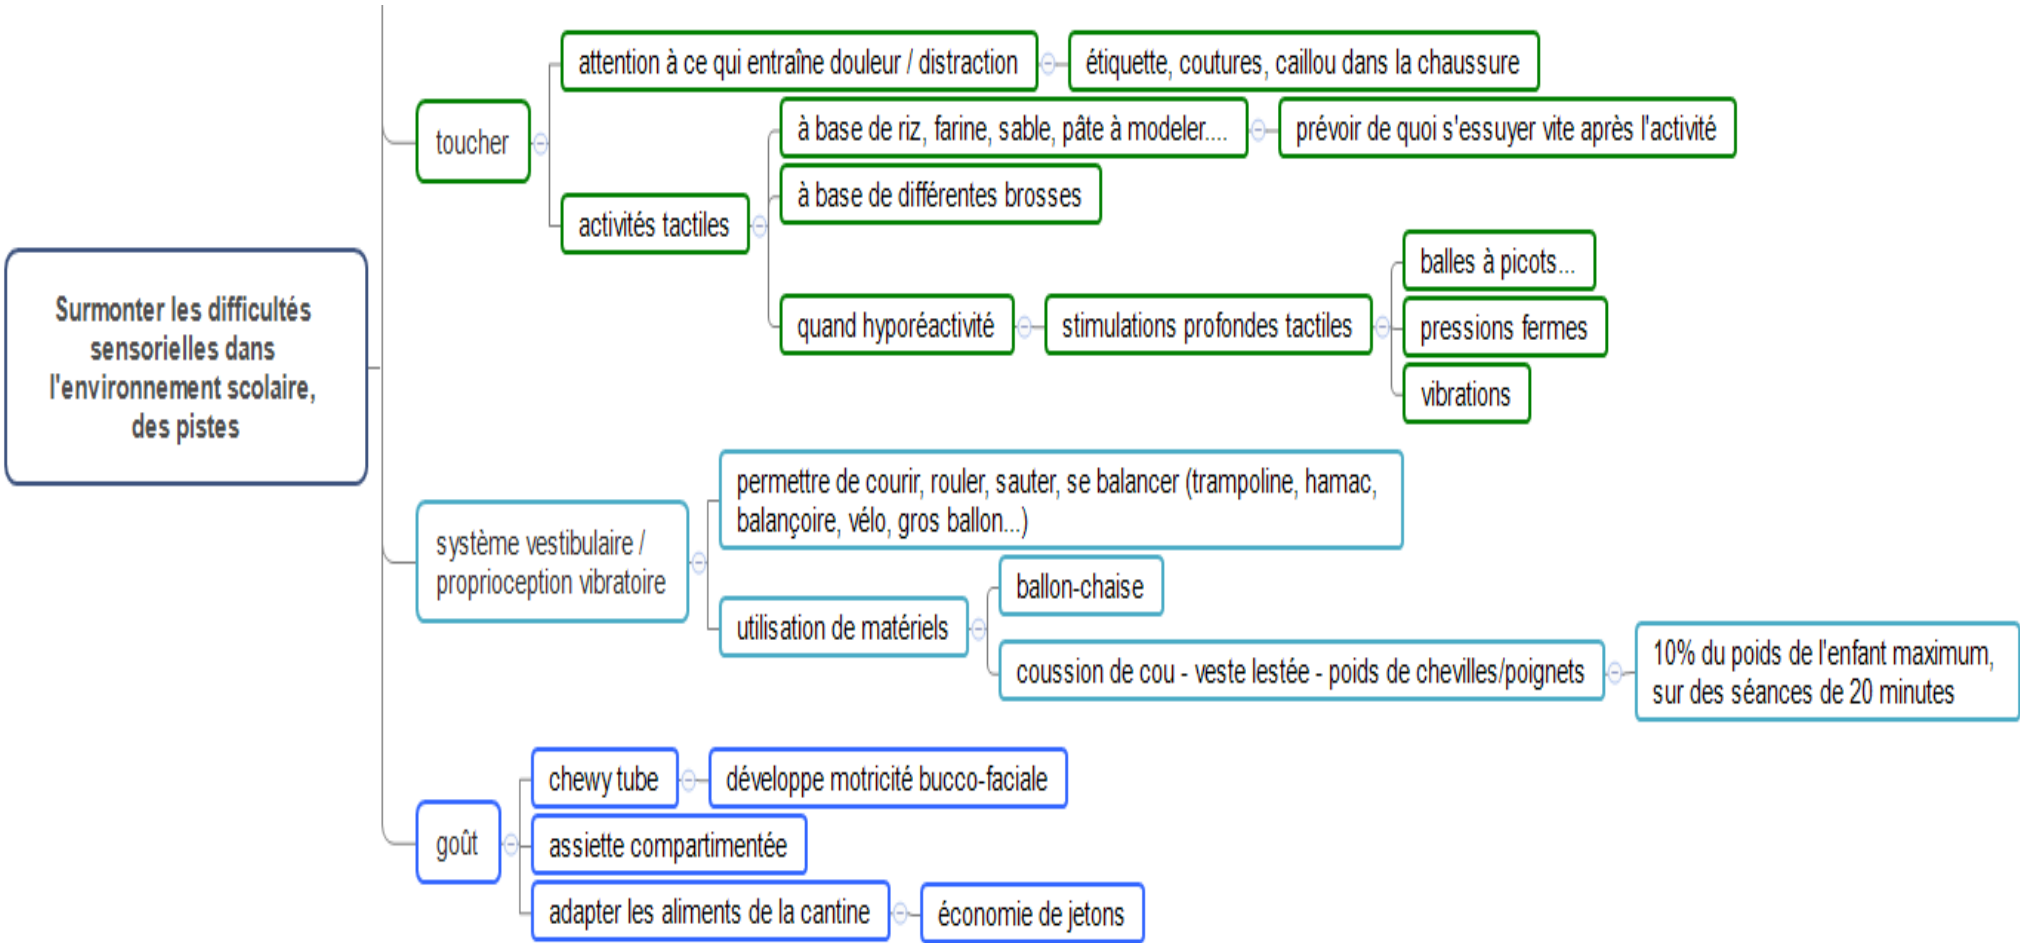 Surmonter les difficultés
sensorielles dans
l'environnement scolaire,
des pistes
toucher
attention à ce qui entraîne douleur / distraction
étiquette, coutures, caillou dans la chaussure
activités tactiles
à base de riz, farine, sable, pâte à modeler....
prévoir de quoi s'essuyer vite après l'activité
à base de différentes brosses
quand hyporéactivité
stimulations profondes tactiles
balles à picots...
pressions fermes
vibrations
système vestibulaire /
proprioception vibratoire
permettre de courir, rouler, sauter, se balancer (trampoline, hamac,
balançoire, vélo, gros ballon...)
utilisation de matériels
ballon-chaise
coussion de cou - veste lestée - poids de chevilles/poignets
10% du poids de l'enfant maximum,
sur des séances de 20 minutes
goût
chewy tube
développe motricité bucco-faciale
assiette compartimentée
adapter les aliments de la cantine
économie de jetons